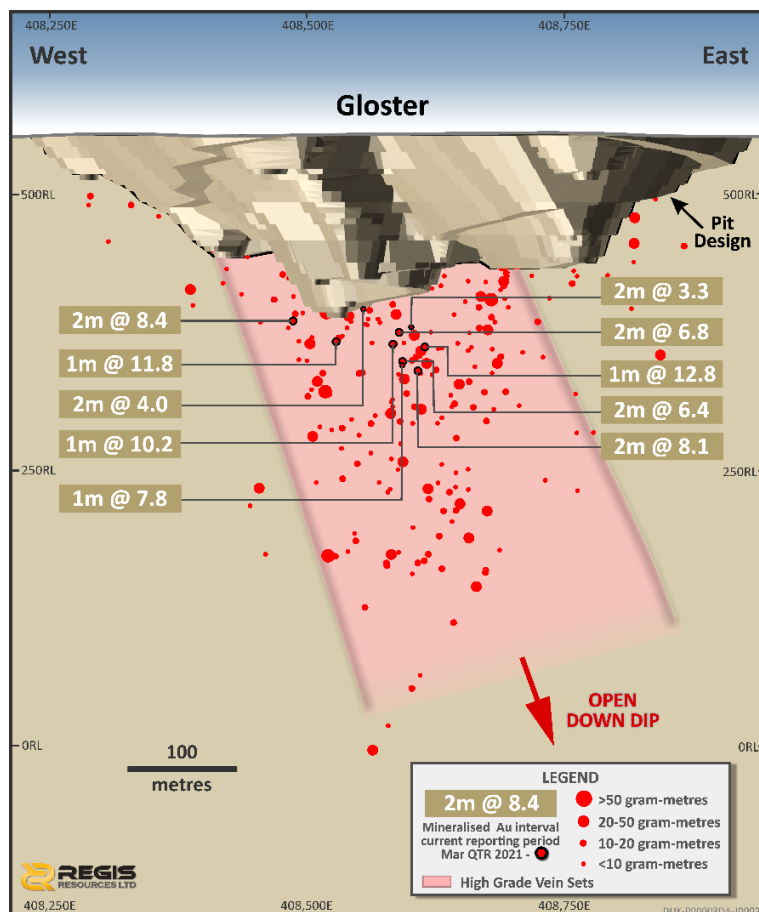 408,250E 408,500E 408,750E
West East
Gloster
500RL 500RL
Pit
Design
2m @ 8.4
1m @ 11.8
2m @ 4.0
1m @ 10.2
1m @ 7.8
2m @ 3.3
2m @ 6.8
1m @ 12.8
2m @ 6.4
2m @ 8.1
250RL 250RL
OPEN
DOWN DIP
0RL 0RL
100
metres
LEGEND
2m @ 8.4
Mineralised Au interval
current reporting period
Mar QTR 2021 -
>50 gram-metres
20-50 gram-metres
10-20 gram-metres
<10 gram-metres
High Grade Vein Sets
REGIS
RESOURCES LTD
408,250E 408,500E 408,750E